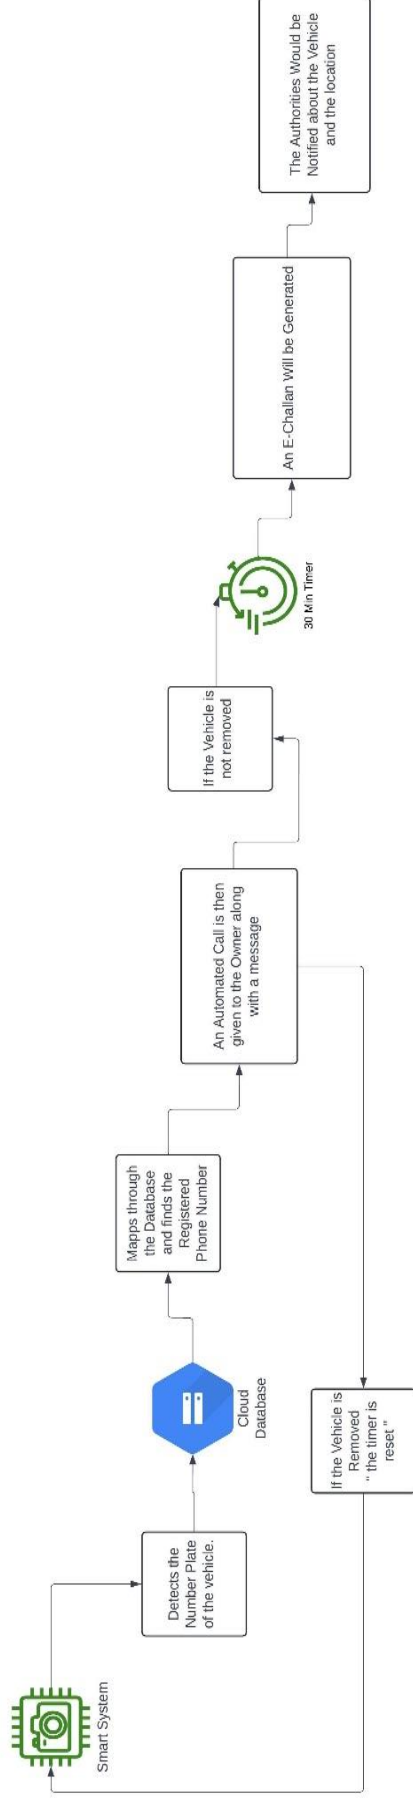 Smart System
Detects the
Number Plate
of the vehicle.
Cloud
Database
Mapps through
the Database
and finds the
Registered
Phone Number
An Automated Call is then
given to the Owner along
with a message
If the Vehicle is
Removed
" the timer is
reset "
If the Vehicle is
not removed
30 Min Timer
An E-Challan Will be Generated
The Authorities Would be
Notified about the Vehicle
and the location